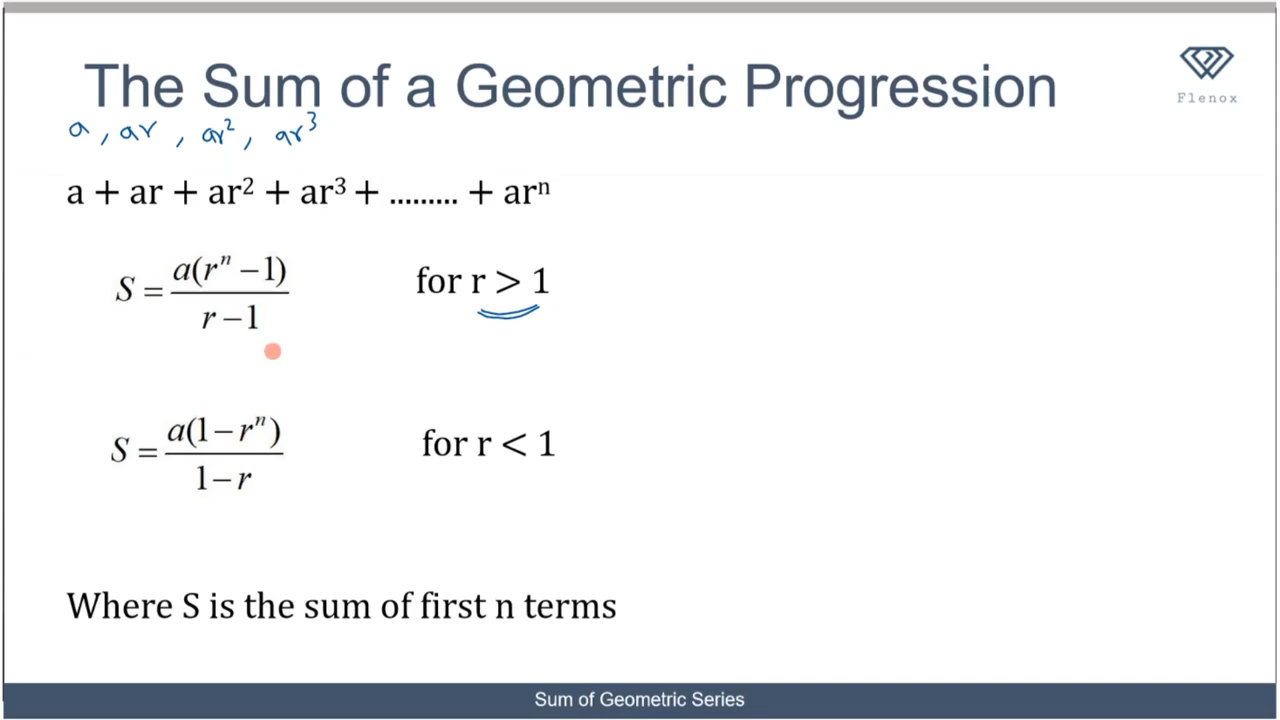 The Sum of a Geometric Progression
Flenox
a, ar, ar², ar³
a + ar + ar² + ar³ + ......... + arⁿ
S = a(rⁿ – 1) / r – 1 for r > 1
S = a(1 – rⁿ) / 1 – r for r < 1
Where S is the sum of first n terms
Sum of Geometric Series